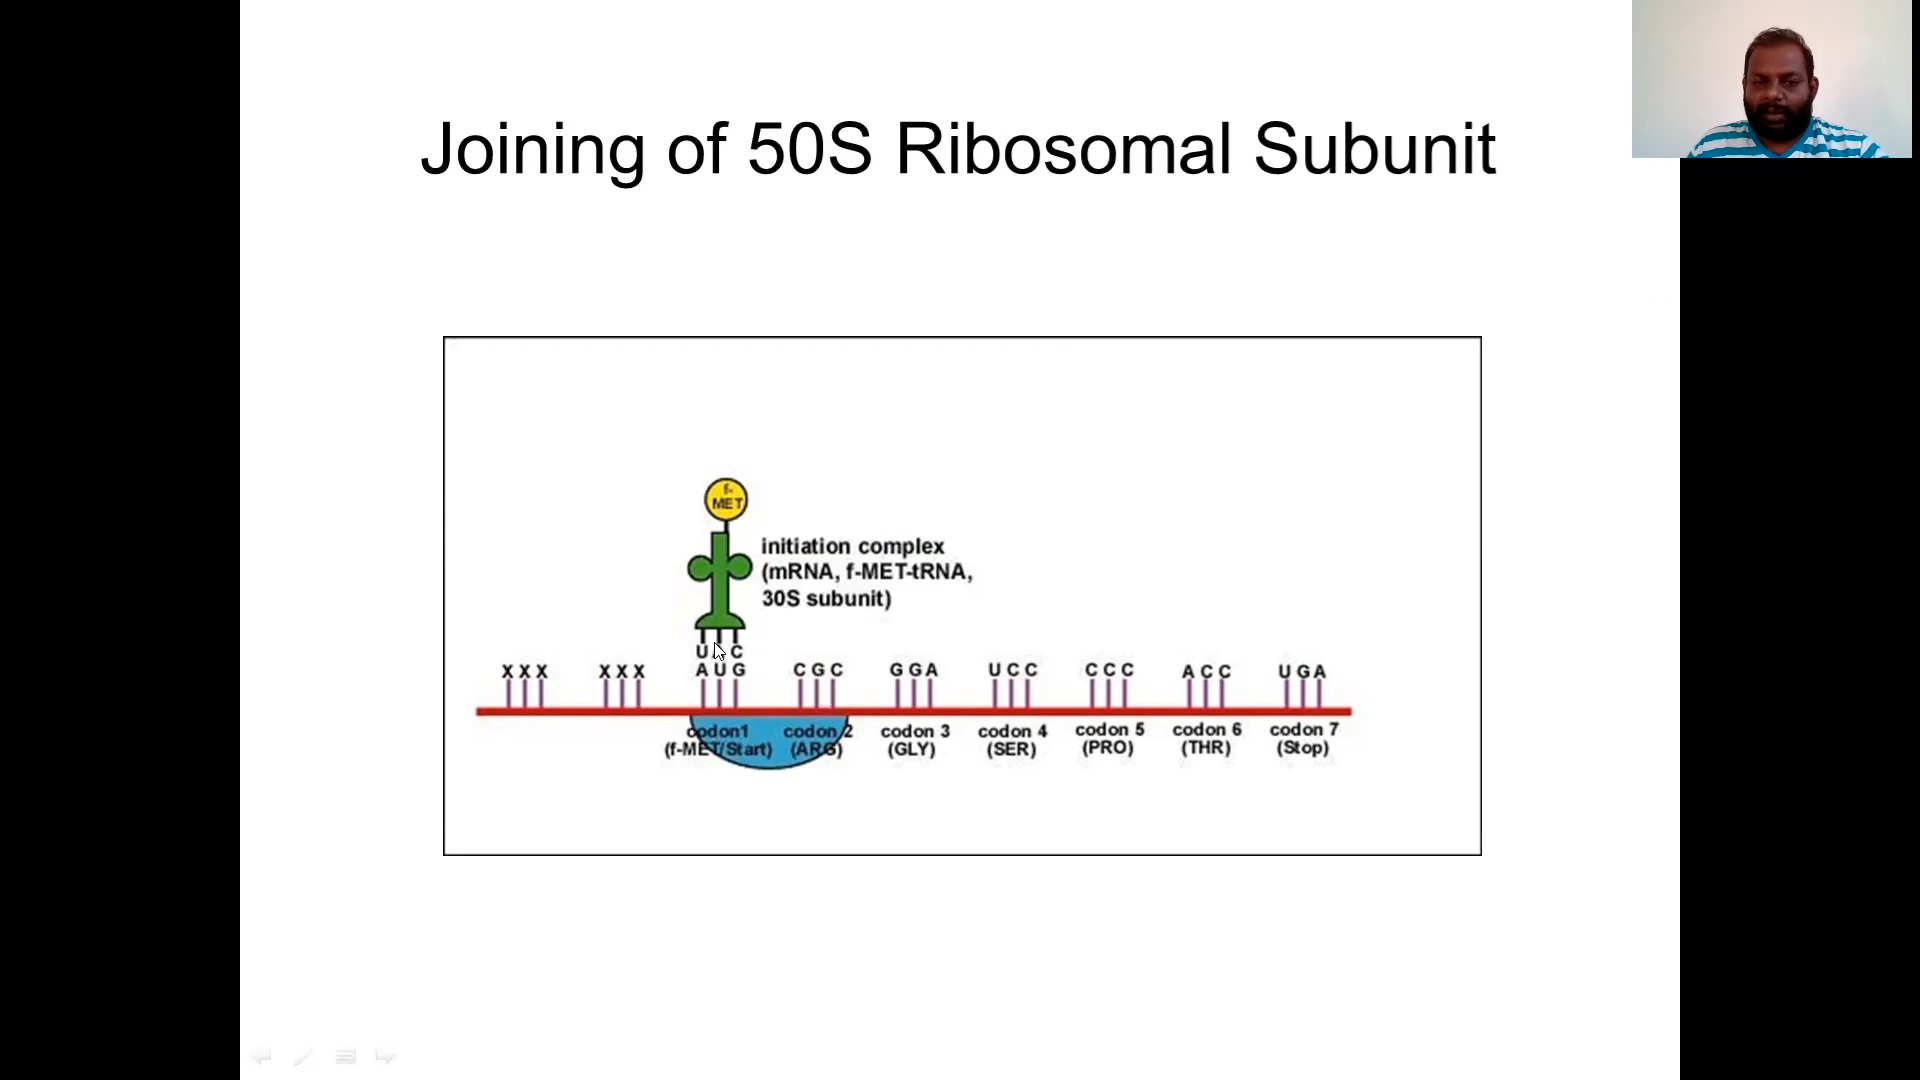 Joining of 50S Ribosomal Subunit
f-
MET
initiation complex
(mRNA, f-MET-tRNA,
30S subunit)
U C
X X X X X X A U G C G C G G A U C C C C C A C C U G A
codon1 codon 2 codon 3 codon 4 codon 5 codon 6 codon 7
(f-MET/Start) (ARG) (GLY) (SER) (PRO) (THR) (Stop)